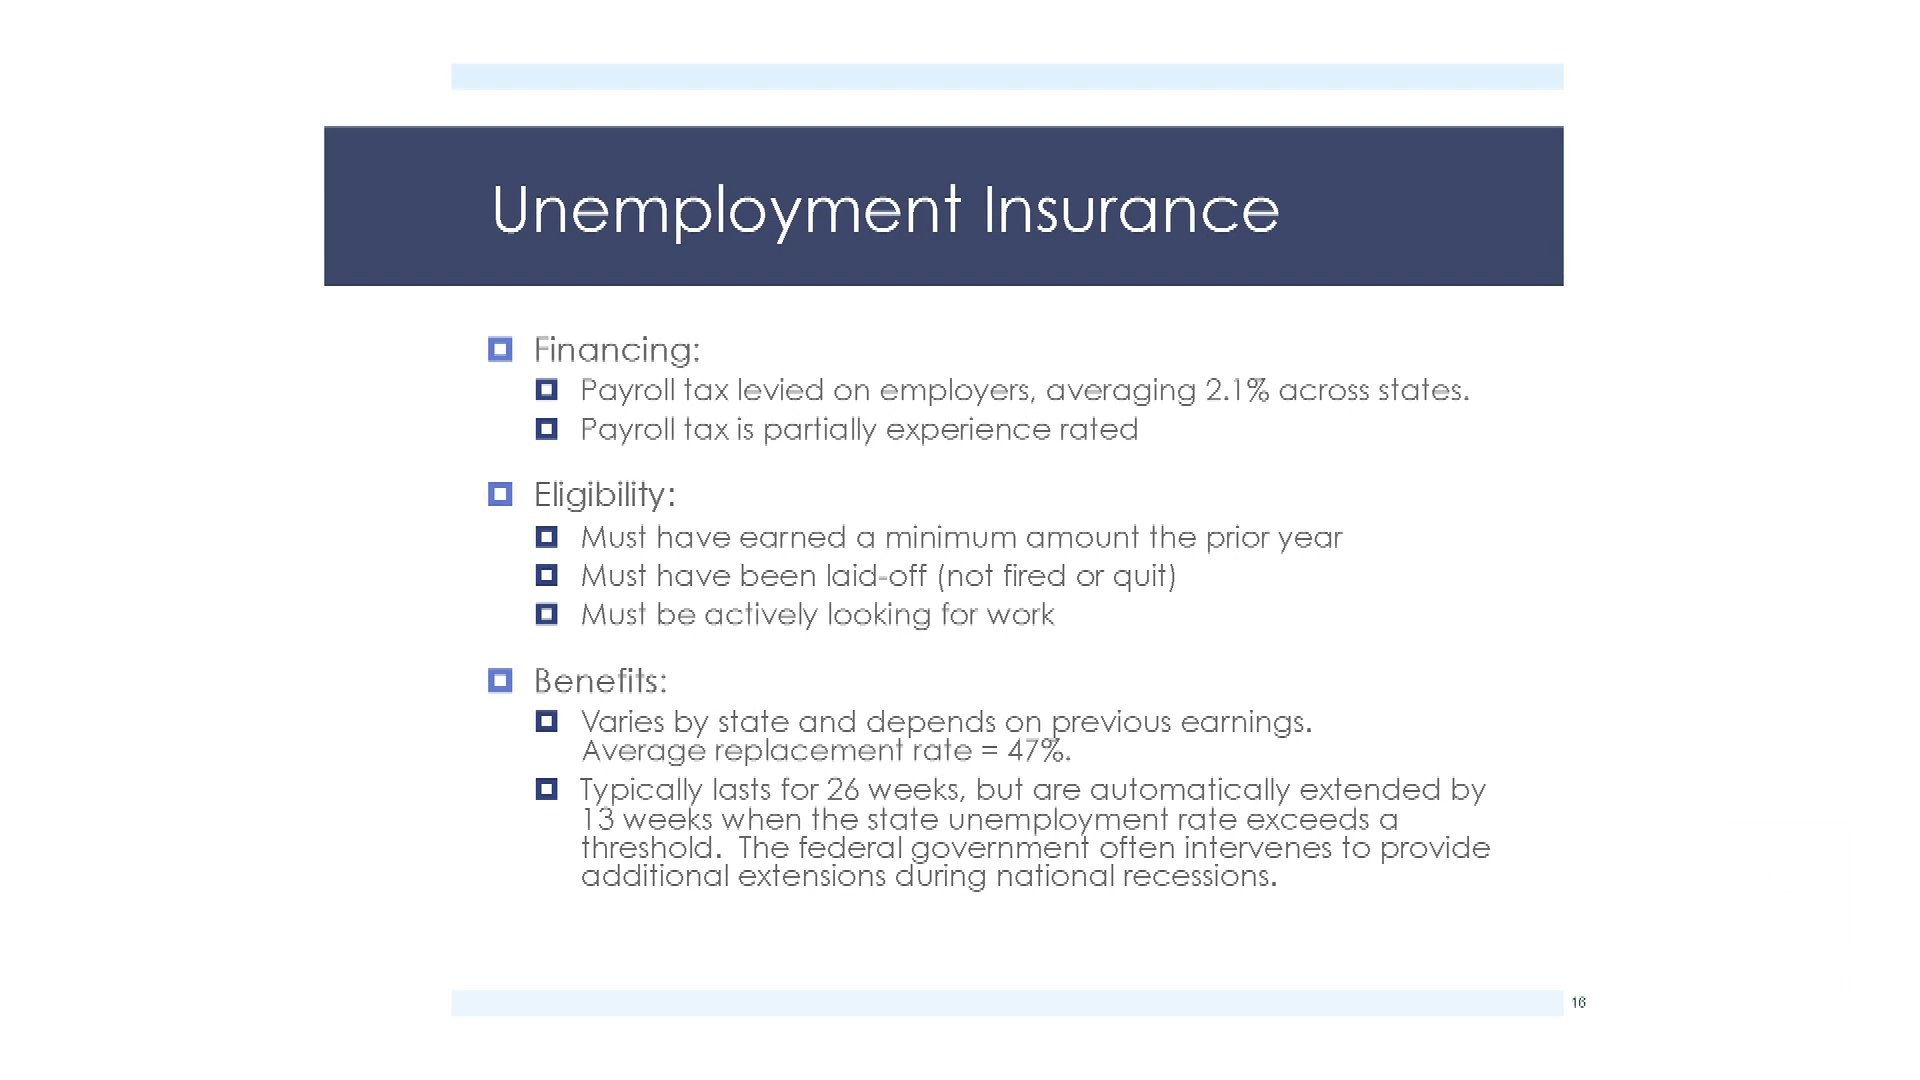 Unemployment Insurance
Financing:
Payroll tax levied on employers, averaging 2.1% across states.
Payroll tax is partially experience rated
Eligibility:
Must have earned a minimum amount the prior year
Must have been laid-off (not fired or quit)
Must be actively looking for work
Benefits:
Varies by state and depends on previous earnings.
Average replacement rate = 47%.
Typically lasts for 26 weeks, but are automatically extended by
13 weeks when the state unemployment rate exceeds a
threshold.  The federal government often intervenes to provide
additional extensions during national recessions.
16